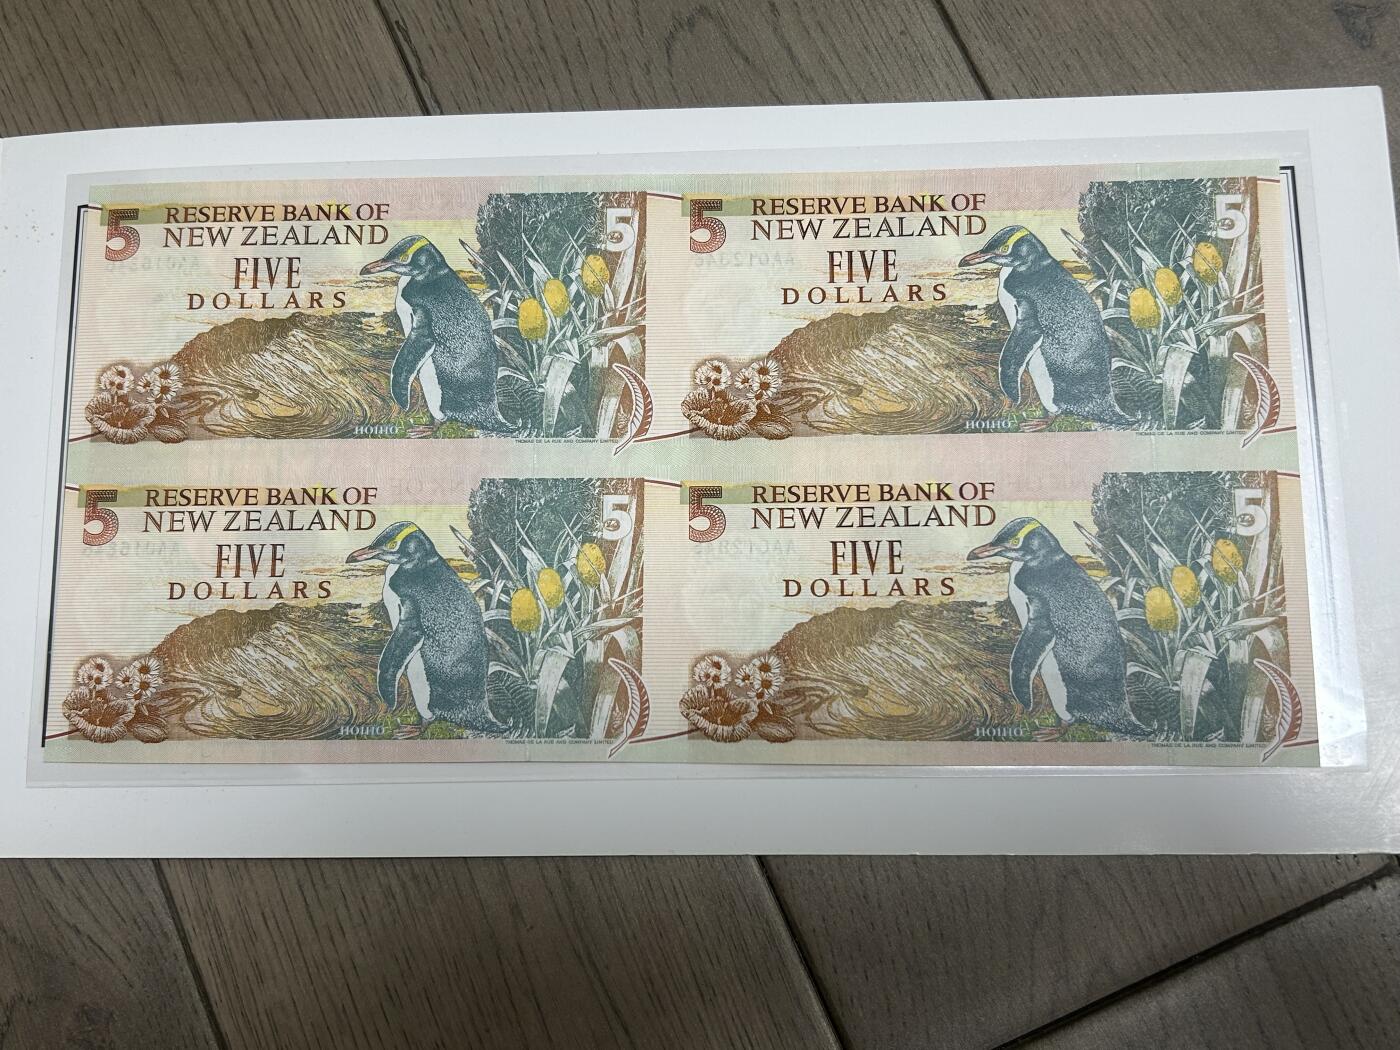 5 RESERVE BANK OF 5
NEW ZEALAND
FIVE
DOLLARS
HOIHO
THOMAS DE LA RUE AND COMPANY LIMITED
5 RESERVE BANK OF 5
NEW ZEALAND
FIVE
DOLLARS
HOIHO
THOMAS DE LA RUE AND COMPANY LIMITED
5 RESERVE BANK OF 5
NEW ZEALAND
FIVE
DOLLARS
HOIHO
THOMAS DE LA RUE AND COMPANY LIMITED
5 RESERVE BANK OF 5
NEW ZEALAND
FIVE
DOLLARS
HOIHO
THOMAS DE LA RUE AND COMPANY LIMITED